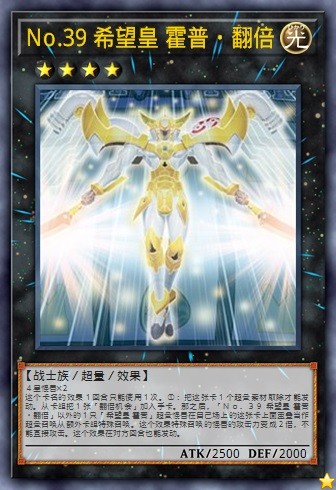 No.39 希望皇 霍普·翻倍
光
【战士族／超量／效果】
４星怪兽×2
这个卡名的效果１回合只能使用１次。①：把这张卡１个超量素材取除才能发
动。从卡组把１张「翻倍机会」加入手卡。那之后，「Ｎｏ．３９ 希望皇 霍普
·翻倍」以外的１只「希望皇 霍普」超量怪兽在自己场上的这张卡上面重叠当作
超量召唤从额外卡组特殊召唤。这个效果特殊召唤的怪兽的攻击力变成２倍，不
能直接攻击。这个效果在对方回合也能发动。
ATK/2500 DEF/2000